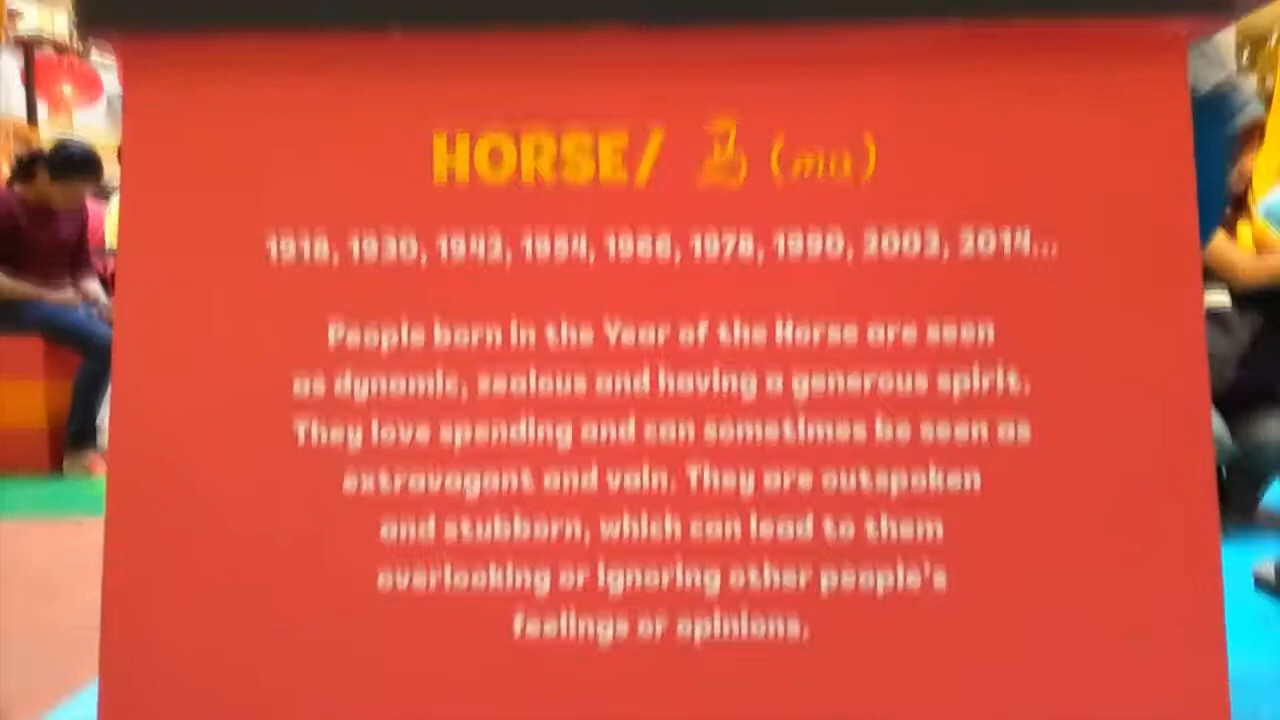 HORSE/ 马 (ma)
1918, 1930, 1942, 1954, 1966, 1978, 1990, 2002, 2014...
People born in the Year of the Horse are seen
as dynamic, zealous and having a generous spirit.
They love spending and can sometimes be seen as
extravagant and vain. They are outspoken
and stubborn, which can lead to them
overlooking or ignoring other people's
feelings or opinions.